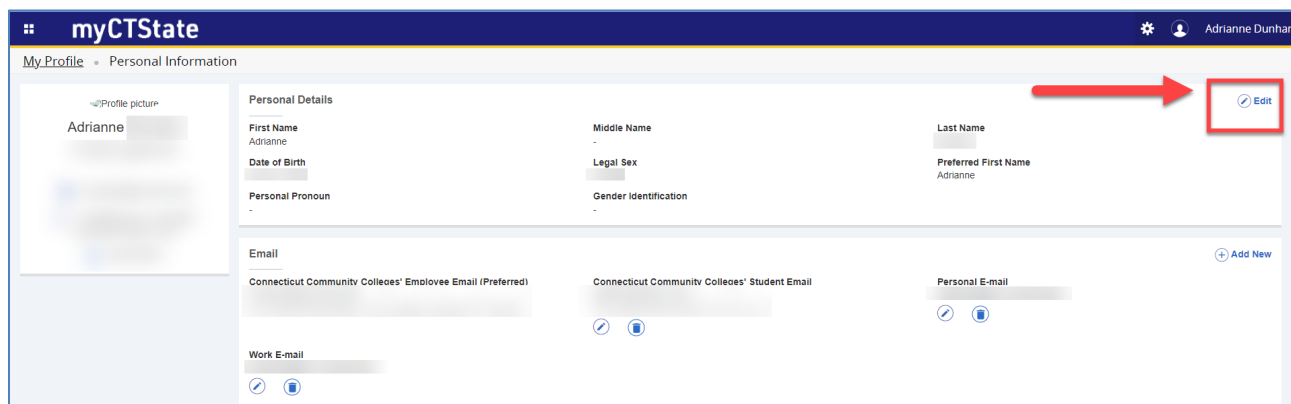 myCTState Adrianne Dunhar
My Profile Personal Information
Profile picture
Adrianne
Personal Details Edit
First Name Middle Name Last Name
Adrianne -
Date of Birth Legal Sex Preferred First Name
Adrianne
Personal Pronoun Gender Identification
- -
Email Add New
Connecticut Community Colleges' Employee Email (Preferred) Connecticut Community Colleges' Student Email Personal E-mail
Work E-mail